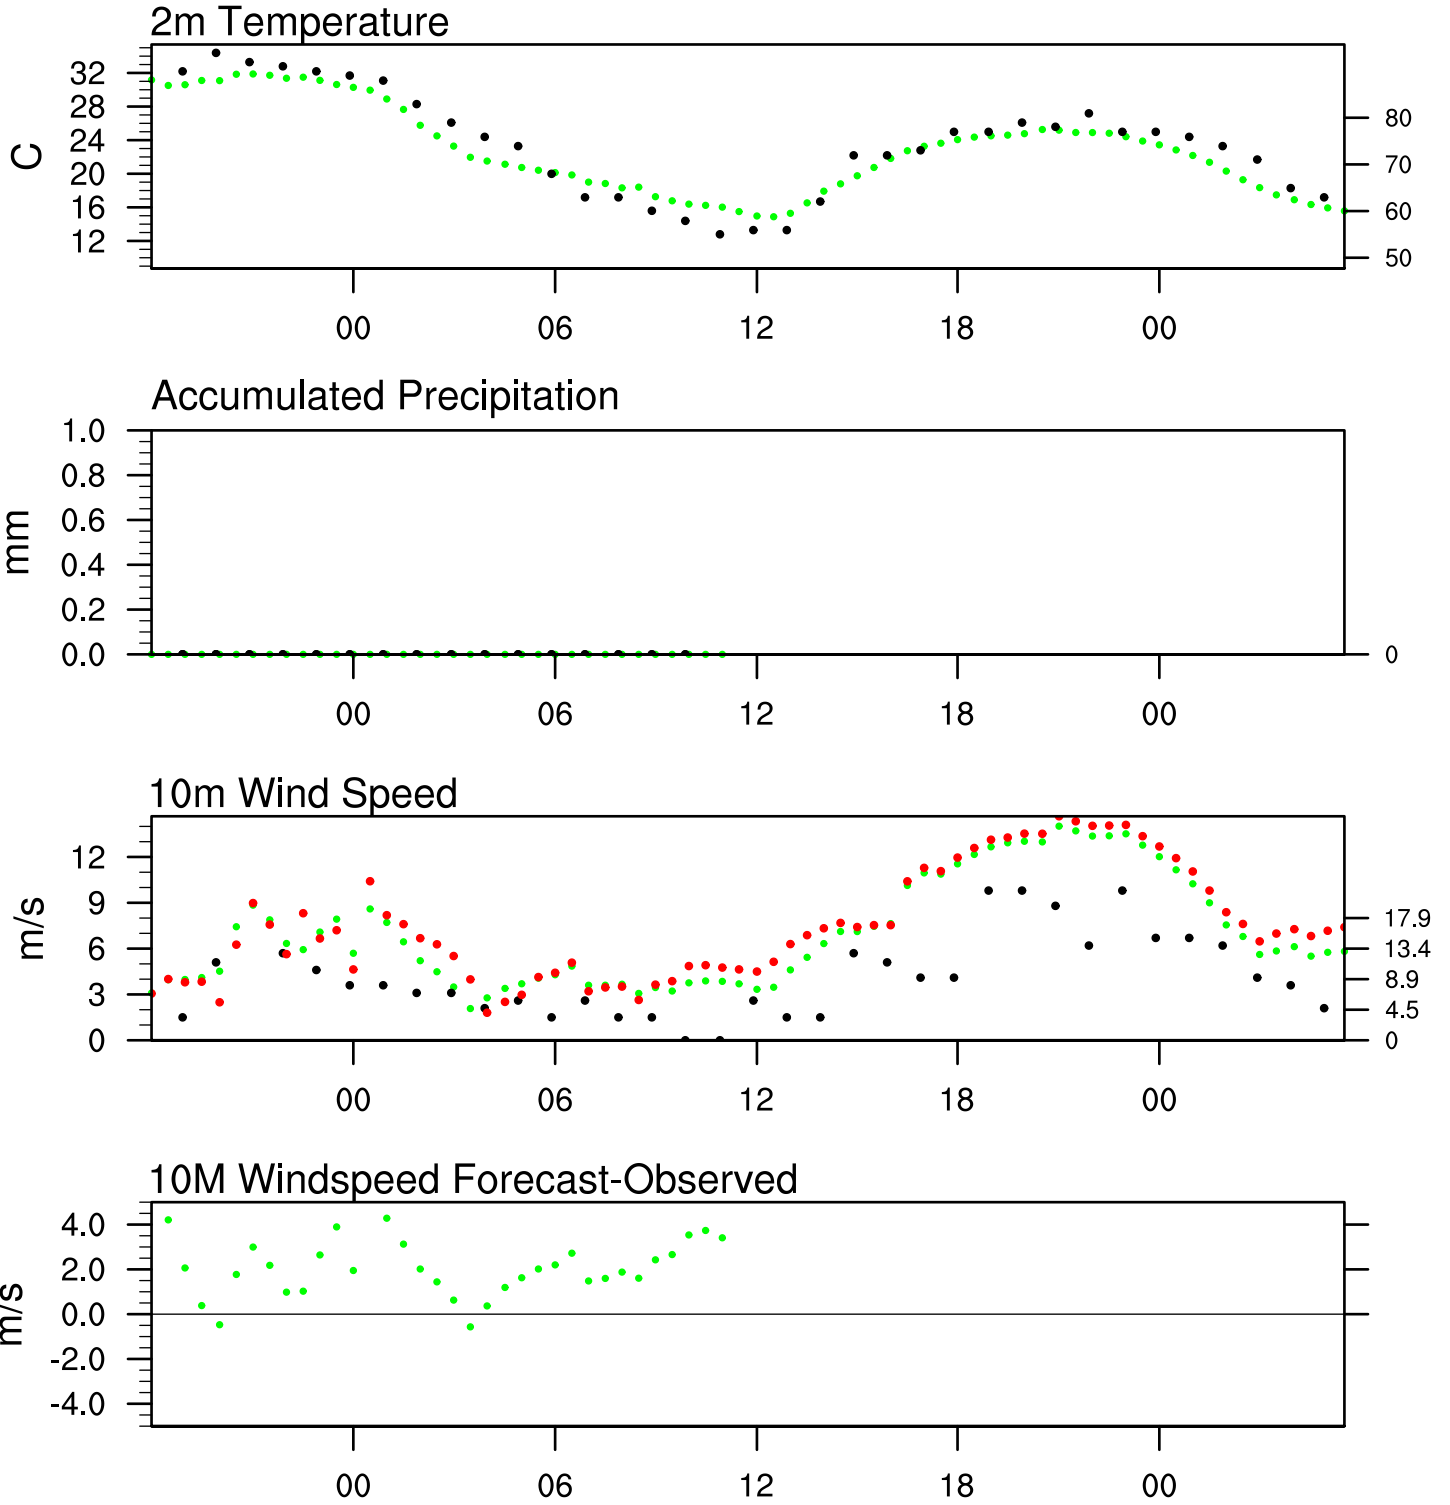 2m Temperature
C
32
28
24
20
16
12
80
70
60
50
00 06 12 18 00
Accumulated Precipitation
mm
1.0
0.8
0.6
0.4
0.2
0.0
0
00 06 12 18 00
10m Wind Speed
m/s
12
9
6
3
0
17.9
13.4
8.9
4.5
0
00 06 12 18 00
10M Windspeed Forecast-Observed
m/s
4.0
2.0
0.0
-2.0
-4.0
00 06 12 18 00